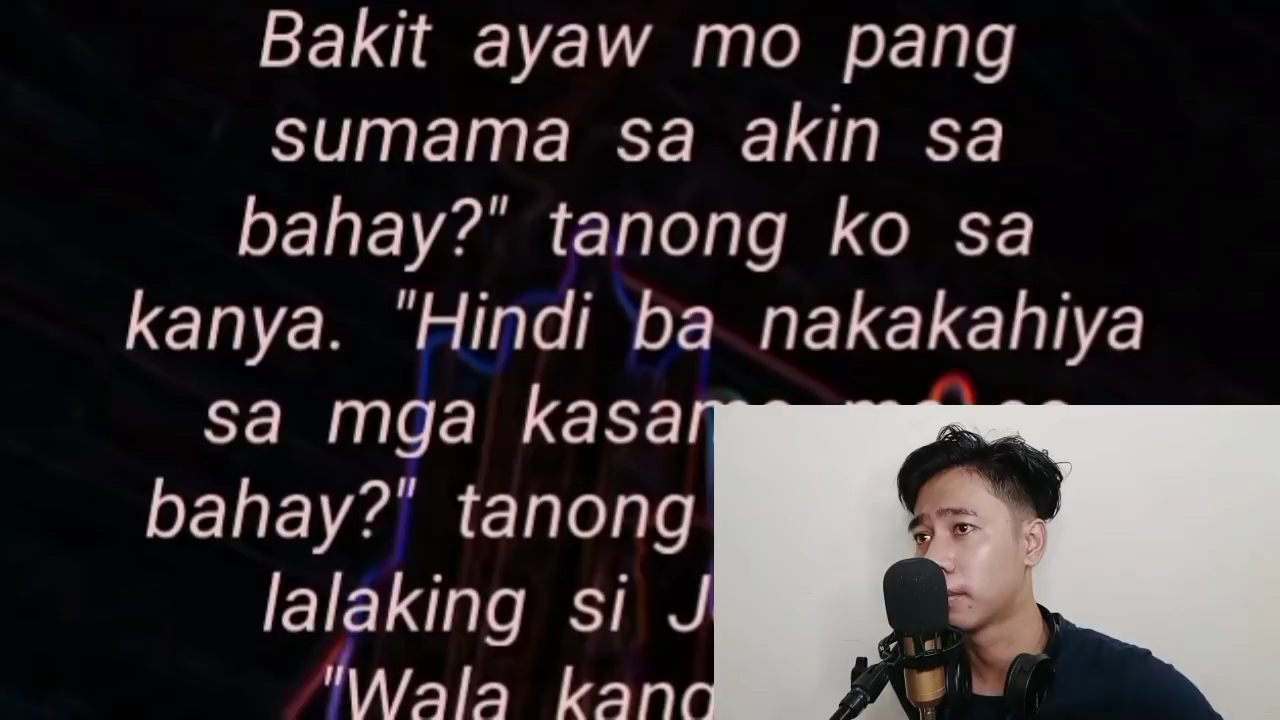 Bakit ayaw mo pang
sumama sa akin sa
bahay?" tanong ko sa
kanya. "Hindi ba nakakahiya
sa mga
bahay?" tanong
lalaking si
"Wala kang